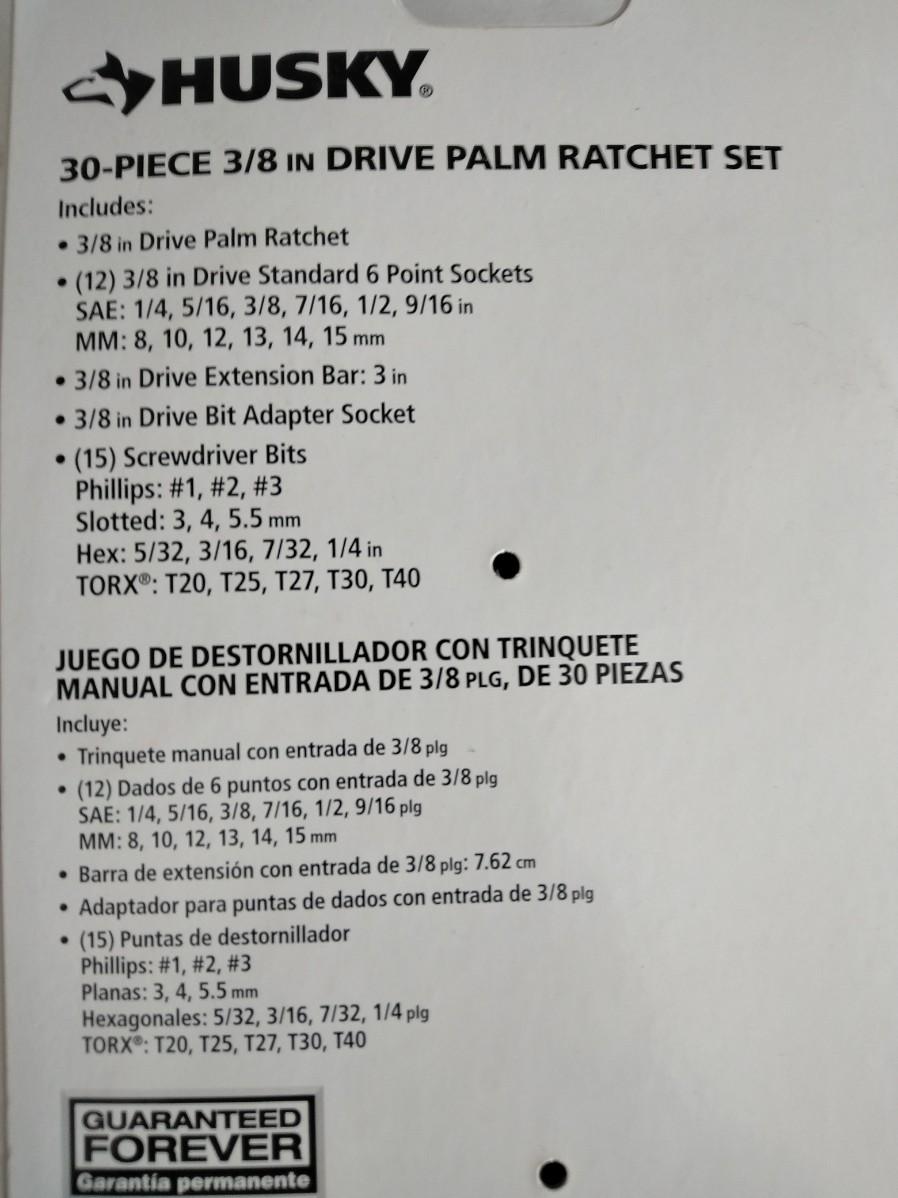 HUSKY®
30-PIECE 3/8 IN DRIVE PALM RATCHET SET
Includes:
• 3/8 in Drive Palm Ratchet
• (12) 3/8 in Drive Standard 6 Point Sockets
SAE: 1/4, 5/16, 3/8, 7/16, 1/2, 9/16 in
MM: 8, 10, 12, 13, 14, 15 mm
• 3/8 in Drive Extension Bar: 3 in
• 3/8 in Drive Bit Adapter Socket
• (15) Screwdriver Bits
Phillips: #1, #2, #3
Slotted: 3, 4, 5.5 mm
Hex: 5/32, 3/16, 7/32, 1/4 in
TORX®: T20, T25, T27, T30, T40
JUEGO DE DESTORNILLADOR CON TRINQUETE
MANUAL CON ENTRADA DE 3/8 PLG, DE 30 PIEZAS
Incluye:
• Trinquete manual con entrada de 3/8 plg
• (12) Dados de 6 puntos con entrada de 3/8 plg
SAE: 1/4, 5/16, 3/8, 7/16, 1/2, 9/16 plg
MM: 8, 10, 12, 13, 14, 15 mm
• Barra de extensión con entrada de 3/8 plg: 7.62 cm
• Adaptador para puntas de dados con entrada de 3/8 plg
• (15) Puntas de destornillador
Phillips: #1, #2, #3
Planas: 3, 4, 5.5 mm
Hexagonales: 5/32, 3/16, 7/32, 1/4 plg
TORX®: T20, T25, T27, T30, T40
GUARANTEED
FOREVER
Garantía permanente